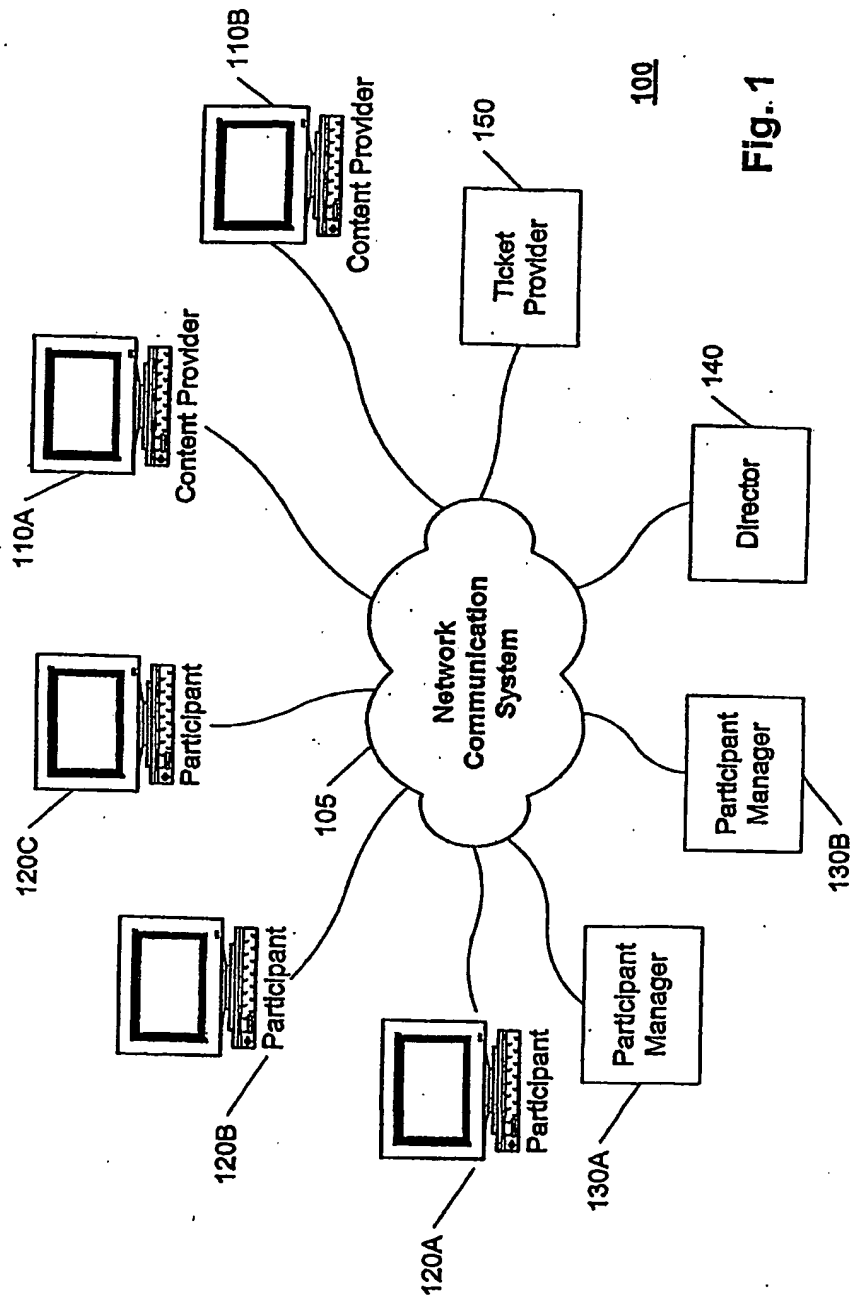 110B
Content Provider
110A
Content Provider
120C
Participant
120B
Participant
120A
Participant
105
Network
Communication
System
150
Ticket
Provider
140
Director
130B
Participant
Manager
130A
Participant
Manager
100
Fig. 1